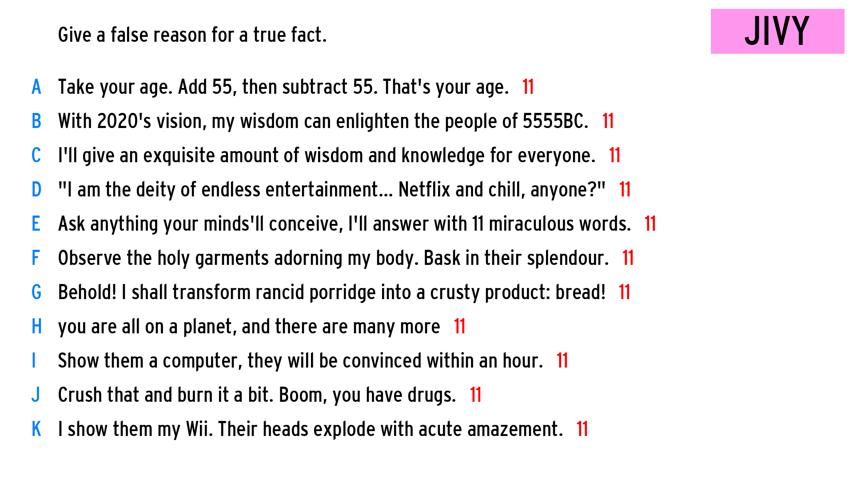 Give a false reason for a true fact.
JIVY
A Take your age. Add 55, then subtract 55. That's your age. 11
B With 2020's vision, my wisdom can enlighten the people of 5555BC. 11
C I'll give an exquisite amount of wisdom and knowledge for everyone. 11
D "I am the deity of endless entertainment... Netflix and chill, anyone?" 11
E Ask anything your minds'll conceive, I'll answer with 11 miraculous words. 11
F Observe the holy garments adorning my body. Bask in their splendour. 11
G Behold! I shall transform rancid porridge into a crusty product: bread! 11
H you are all on a planet, and there are many more 11
I Show them a computer, they will be convinced within an hour. 11
J Crush that and burn it a bit. Boom, you have drugs. 11
K I show them my Wii. Their heads explode with acute amazement. 11